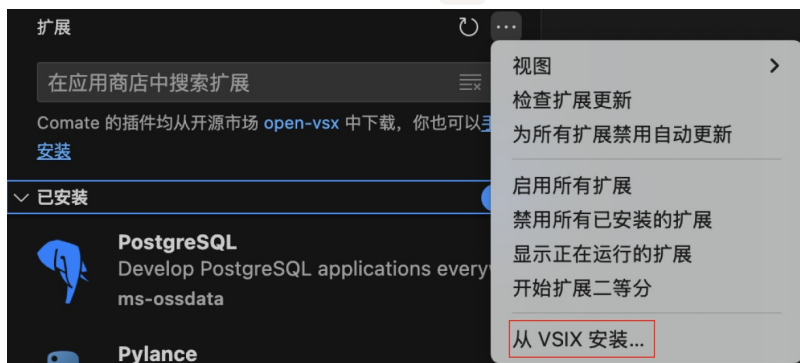 扩展
在应用商店中搜索扩展
Comate 的插件均从开源市场 open-vsx 中下载，你也可以
安装
已安装
PostgreSQL
Develop PostgreSQL applications every
ms-ossdata
Pylance
视图
检查扩展更新
为所有扩展禁用自动更新
启用所有扩展
禁用所有已安装的扩展
显示正在运行的扩展
开始扩展二等分
从 VSIX 安装...